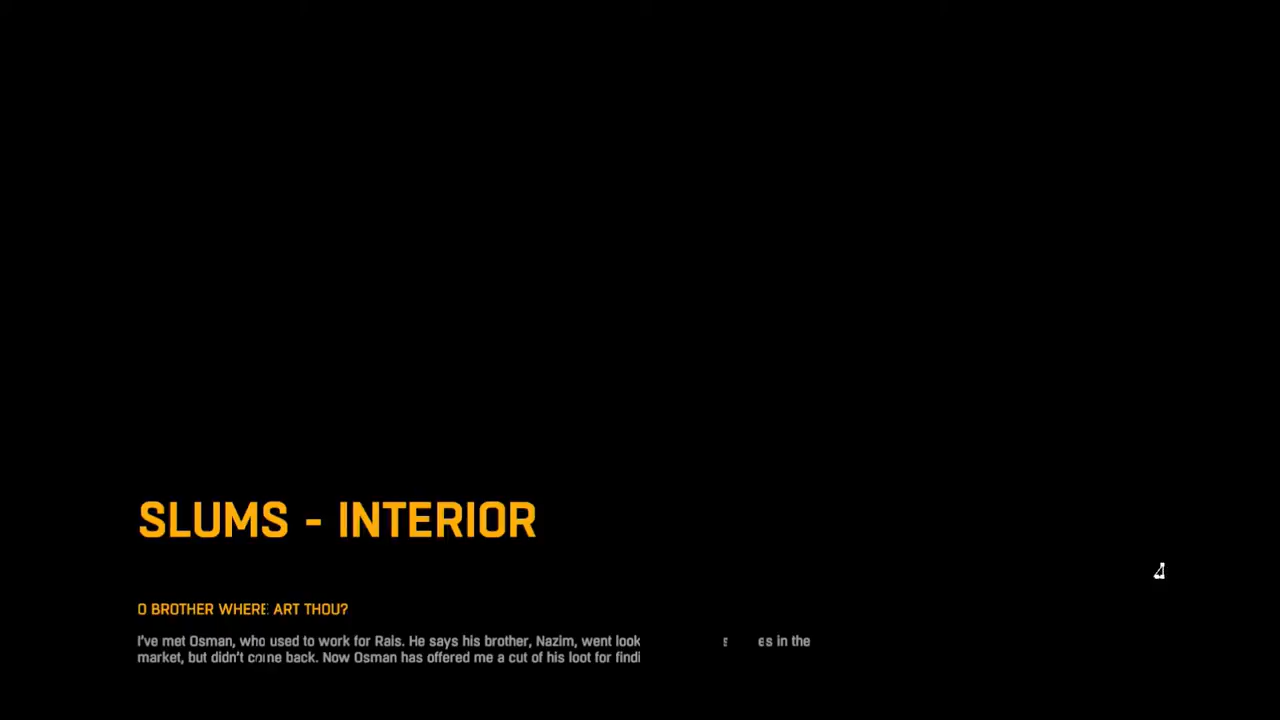 SLUMS - INTERIOR
O BROTHER WHERE ART THOU?
I've met Osman, who used to work for Rais. He says his brother, Nazim, went look in the
market, but didn't come back. Now Osman has offered me a cut of his loot for findi